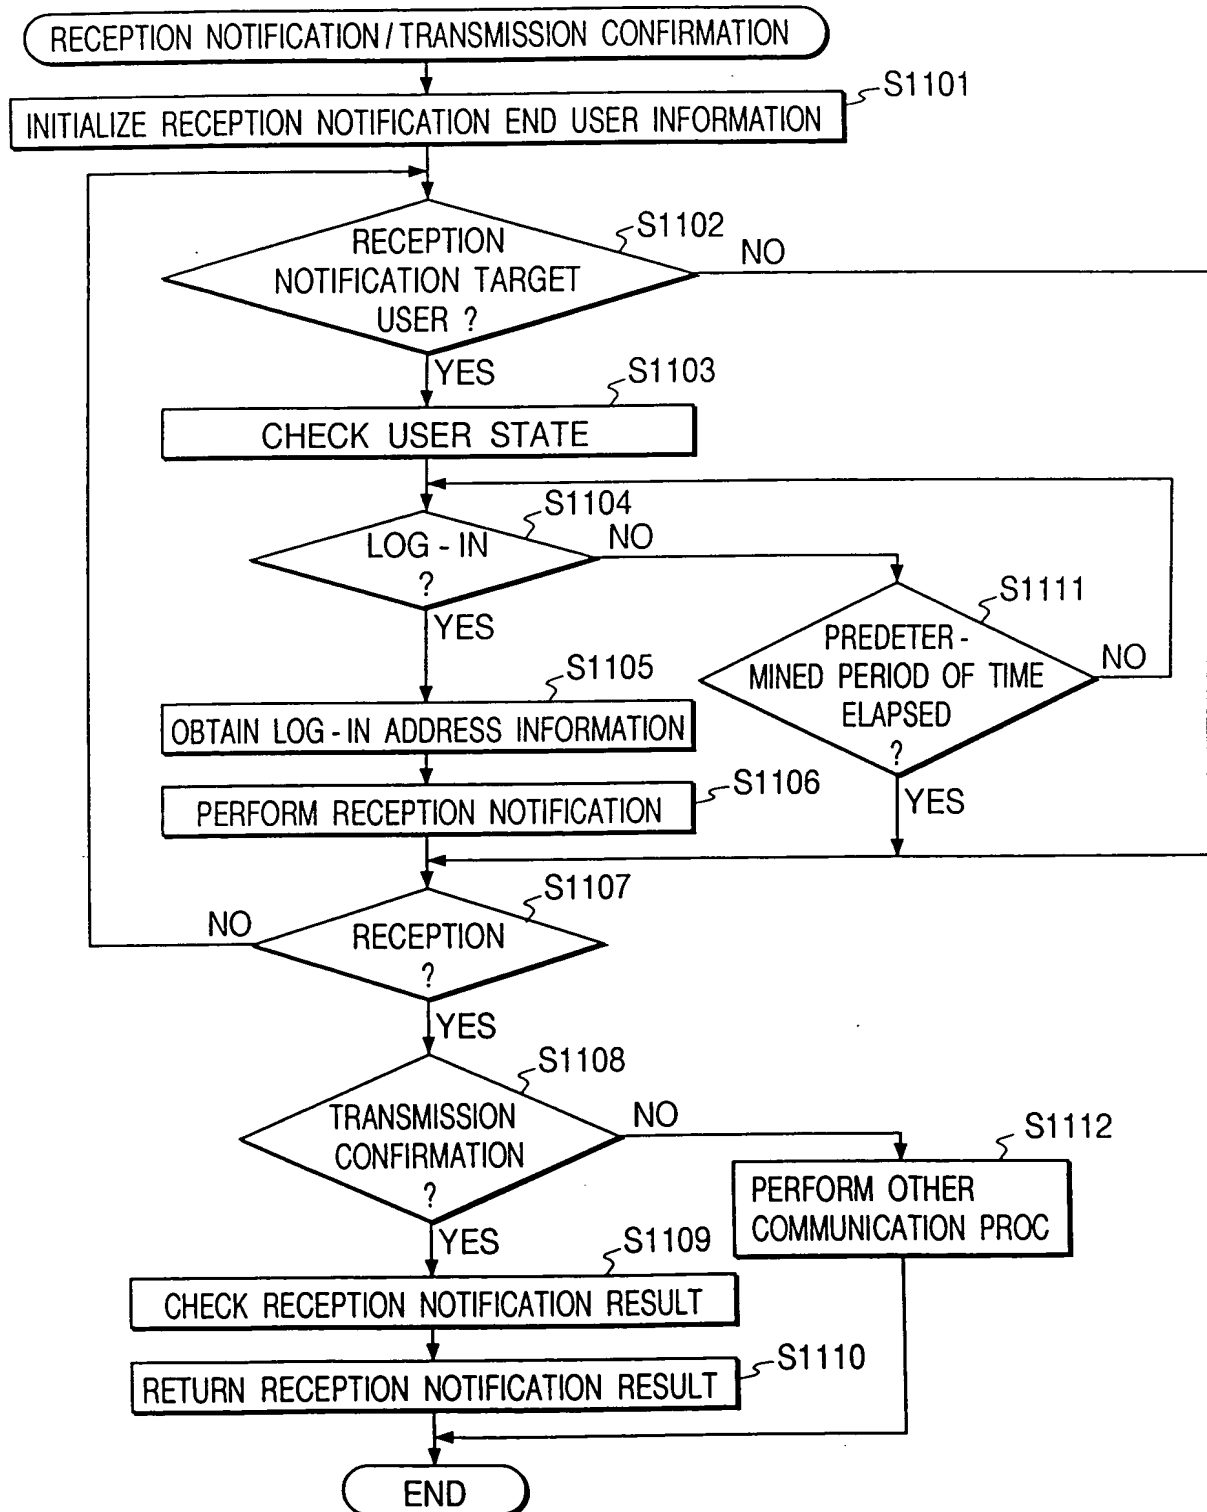 RECEPTION NOTIFICATION / TRANSMISSION CONFIRMATION
S1101
INITIALIZE RECEPTION NOTIFICATION END USER INFORMATION
S1102
RECEPTION
NOTIFICATION TARGET
USER ?
NO
YES
S1103
CHECK USER STATE
S1104
LOG - IN
?
NO
YES
S1111
PREDETER -
MINED PERIOD OF TIME
ELAPSED
?
NO
YES
S1105
OBTAIN LOG - IN ADDRESS INFORMATION
S1106
PERFORM RECEPTION NOTIFICATION
S1107
RECEPTION
?
NO
YES
S1108
TRANSMISSION
CONFIRMATION
?
NO
YES
S1112
PERFORM OTHER
COMMUNICATION PROC
S1109
CHECK RECEPTION NOTIFICATION RESULT
S1110
RETURN RECEPTION NOTIFICATION RESULT
END